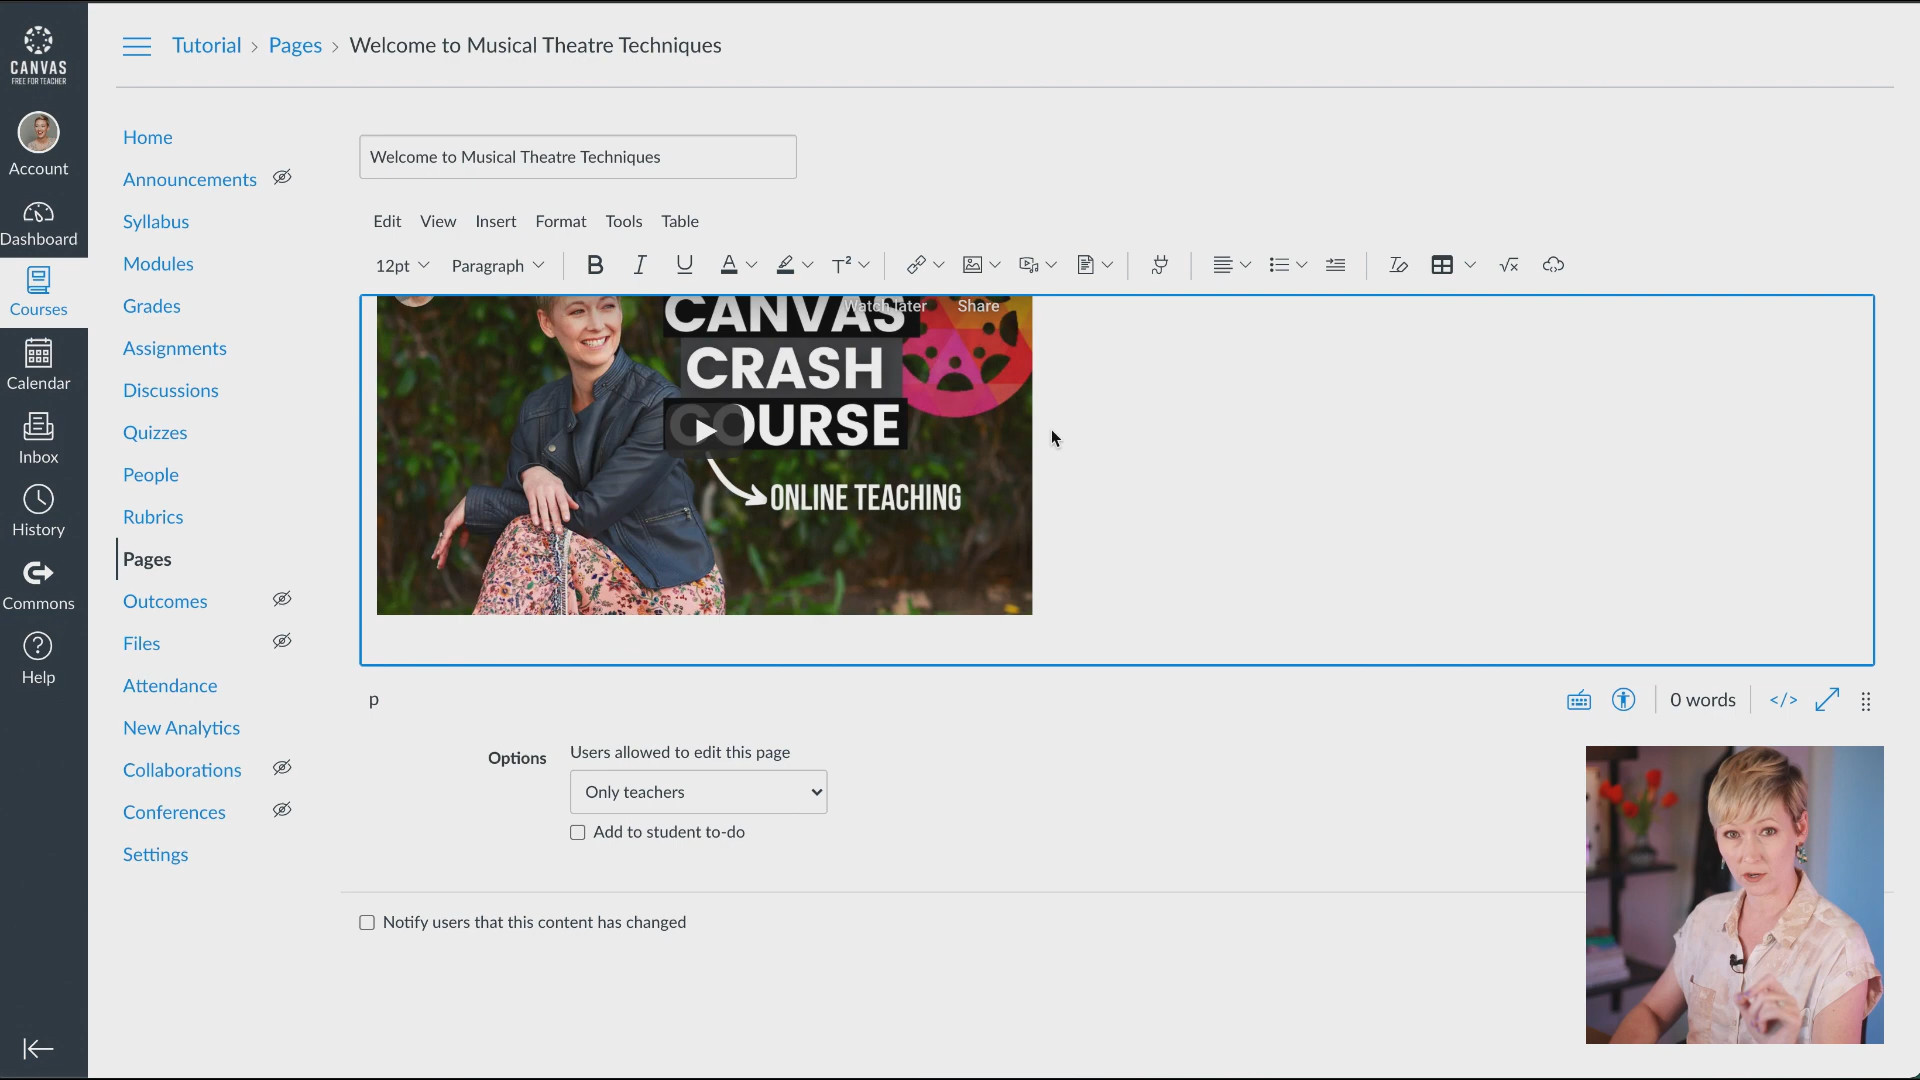 CANVAS
FREE FOR TEACHER
Account
Dashboard
Courses
Calendar
Inbox
History
Commons
Help
Tutorial > Pages > Welcome to Musical Theatre Techniques
Home
Announcements
Syllabus
Modules
Grades
Assignments
Discussions
Quizzes
People
Rubrics
Pages
Outcomes
Files
Attendance
New Analytics
Collaborations
Conferences
Settings
Welcome to Musical Theatre Techniques
Edit View Insert Format Tools Table
12pt Paragraph B I U A T² √x
Watch later Share
CANVAS
CRASH
COURSE
ONLINE TEACHING
p
0 words </>
Options
Users allowed to edit this page
Only teachers
Add to student to-do
Notify users that this content has changed